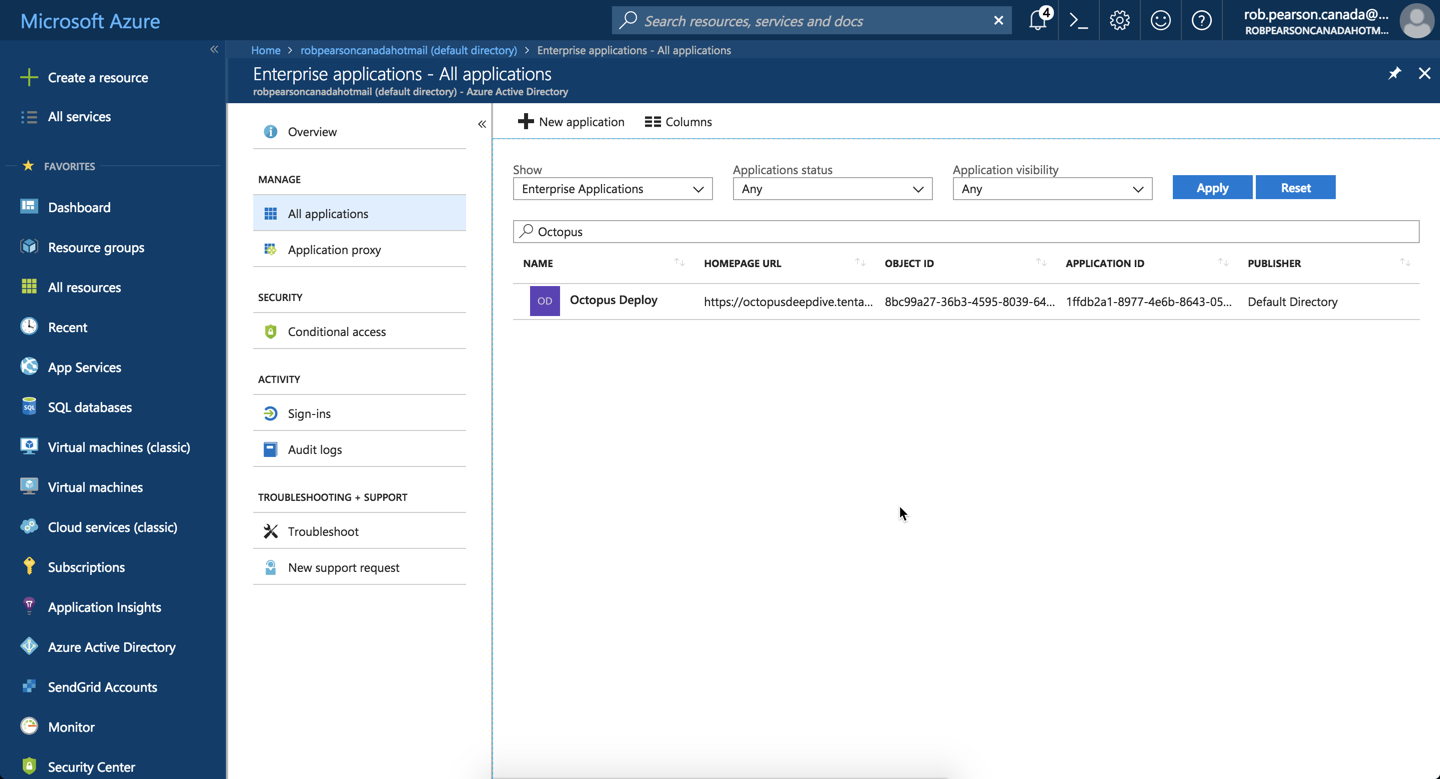 Microsoft Azure
Search resources, services and docs
4
rob.pearson.canada@...
ROBPEARSONCANADAHOTM...
Create a resource
All services
FAVORITES
Dashboard
Resource groups
All resources
Recent
App Services
SQL databases
Virtual machines (classic)
Virtual machines
Cloud services (classic)
Subscriptions
Application Insights
Azure Active Directory
SendGrid Accounts
Monitor
Security Center
Home > robpearsoncanadahotmail (default directory) > Enterprise applications - All applications
Enterprise applications - All applications
robpearsoncanadahotmail (default directory) - Azure Active Directory
Overview
MANAGE
All applications
Application proxy
SECURITY
Conditional access
ACTIVITY
Sign-ins
Audit logs
TROUBLESHOOTING + SUPPORT
Troubleshoot
New support request
New application Columns
Show Applications status Application visibility
Enterprise Applications Any Any Apply Reset
Octopus
NAME HOMEPAGE URL OBJECT ID APPLICATION ID PUBLISHER
OD Octopus Deploy https://octopusdeepdive.tenta... 8bc99a27-36b3-4595-8039-64... 1ffdb2a1-8977-4e6b-8643-05... Default Directory